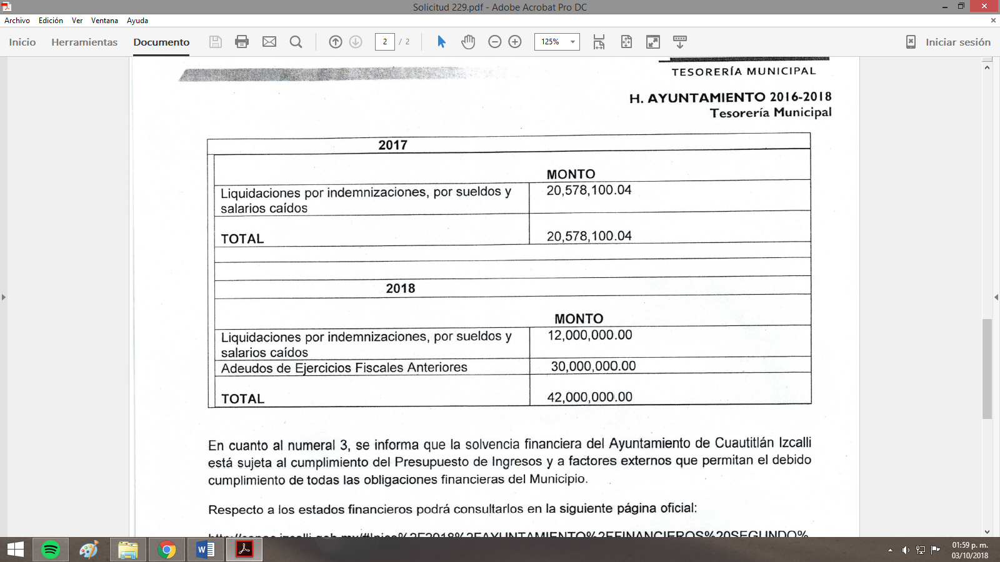 Solicitud 229.pdf - Adobe Acrobat Pro DC
Archivo Edición Ver Ventana Ayuda
Inicio Herramientas Documento 2 / 2 125% Iniciar sesión
TESORERÍA MUNICIPAL
H. AYUNTAMIENTO 2016-2018
Tesorería Municipal
2017
MONTO
Liquidaciones por indemnizaciones, por sueldos y 20,578,100.04
salarios caídos
TOTAL 20,578,100.04
2018
MONTO
Liquidaciones por indemnizaciones, por sueldos y 12,000,000.00
salarios caídos
Adeudos de Ejercicios Fiscales Anteriores 30,000,000.00
TOTAL 42,000,000.00
En cuanto al numeral 3, se informa que la solvencia financiera del Ayuntamiento de Cuautitlán Izcalli
está sujeta al cumplimiento del Presupuesto de Ingresos y a factores externos que permitan el debido
cumplimiento de todas las obligaciones financieras del Municipio.
Respecto a los estados financieros podrá consultarlos en la siguiente página oficial:
01:59 p. m.
03/10/2018